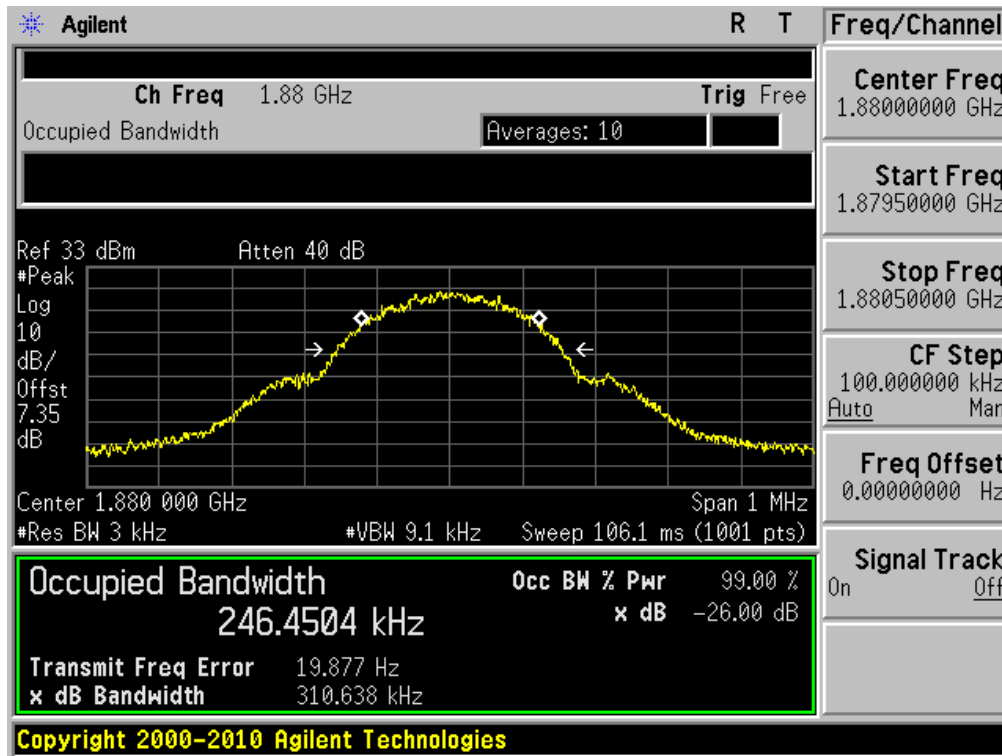 Agilent R T
Ch Freq 1.88 GHz Trig Free
Occupied Bandwidth Averages: 10
Ref 33 dBm Atten 40 dB
#Peak
Log
10
dB/
Offst
7.35
dB
Center 1.880 000 GHz Span 1 MHz
#Res BW 3 kHz #VBW 9.1 kHz Sweep 106.1 ms (1001 pts)
Occupied Bandwidth Occ BW % Pwr 99.00 %
246.4504 kHz x dB -26.00 dB
Transmit Freq Error 19.877 Hz
x dB Bandwidth 310.638 kHz
Copyright 2000-2010 Agilent Technologies
Freq/Channel
Center Freq
1.88000000 GHz
Start Freq
1.87950000 GHz
Stop Freq
1.88050000 GHz
CF Step
100.000000 kHz
Auto Man
Freq Offset
0.00000000 Hz
Signal Track
On Off